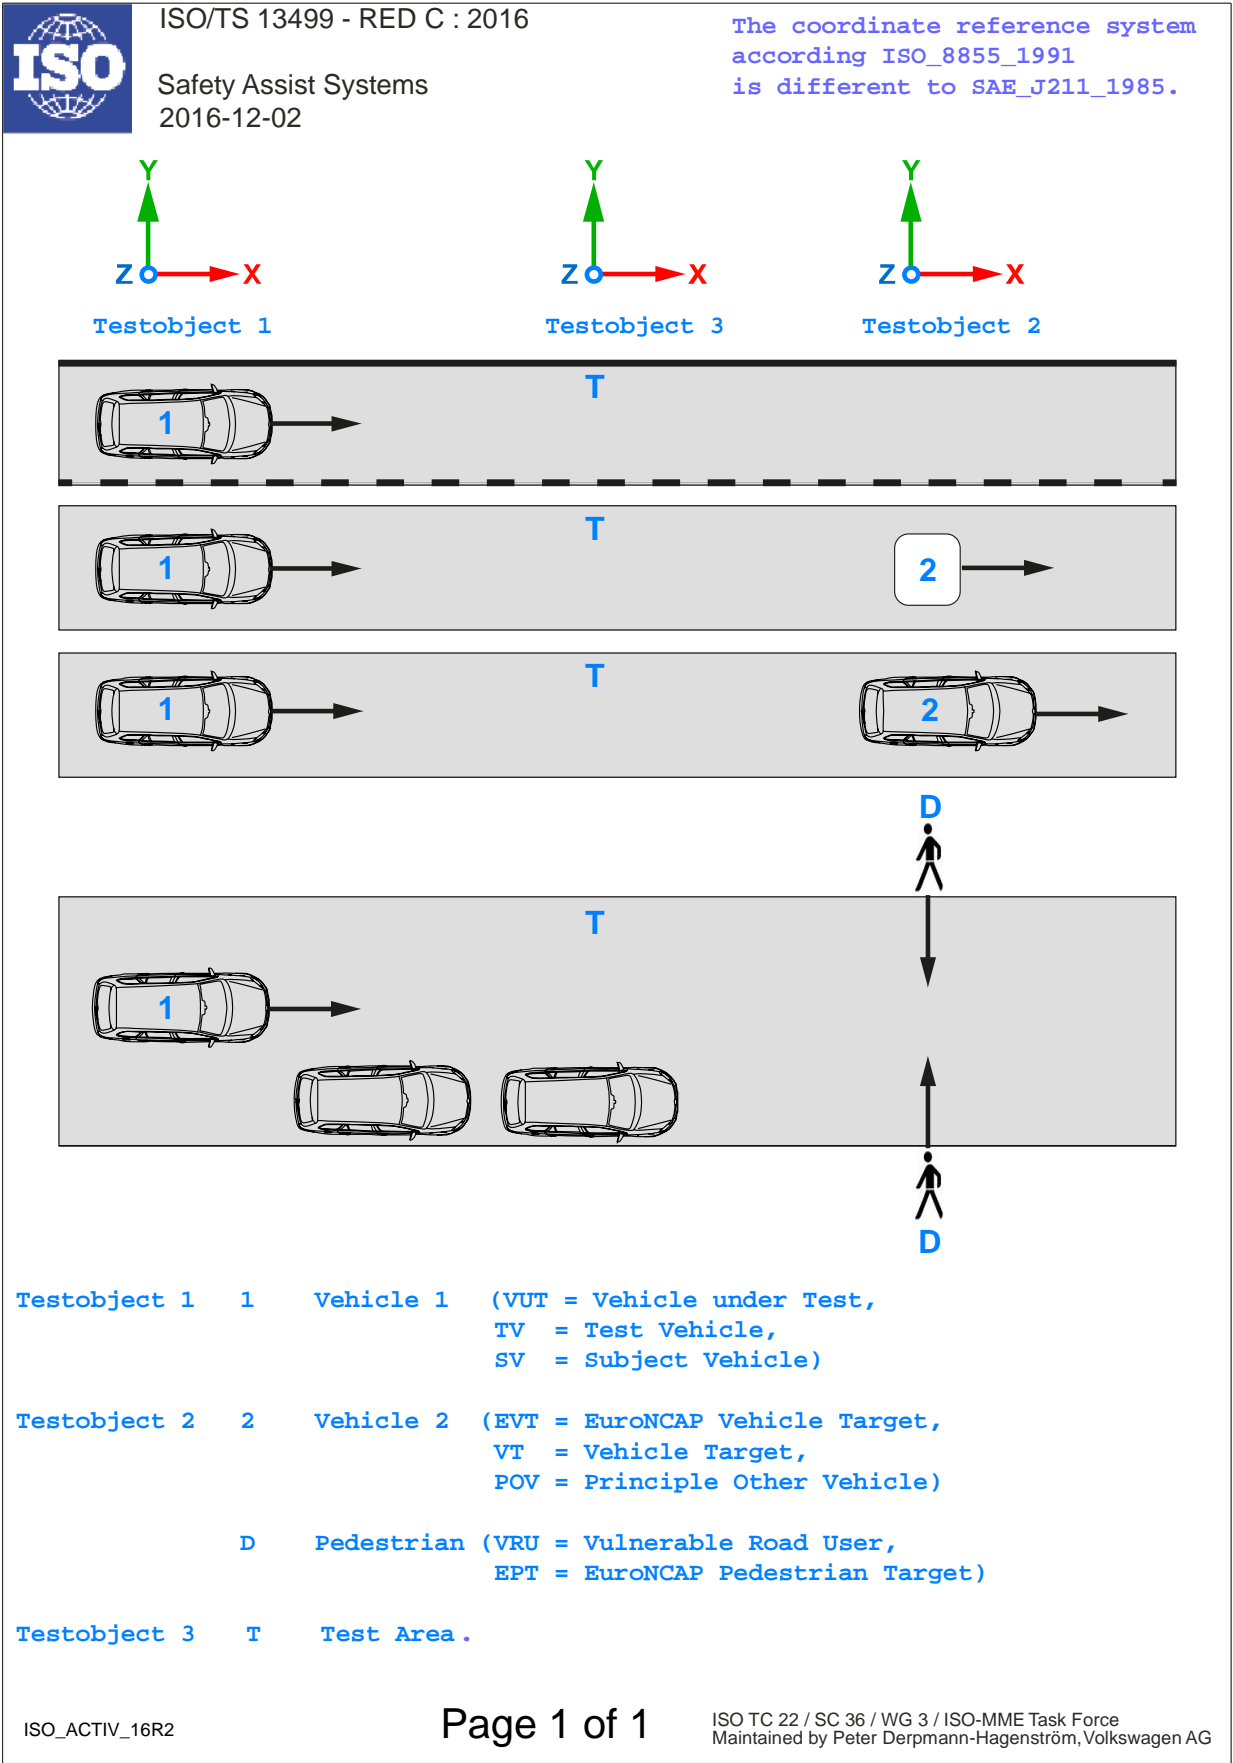 ISO
ISO/TS 13499 - RED C : 2016
Safety Assist Systems
2016-12-02
The coordinate reference system
according ISO_8855_1991
is different to SAE_J211_1985.
Y Y Y
Z X Z X Z X
Testobject 1 Testobject 3 Testobject 2
T
1
T
1 2
T
1 2
D
T
1
D
Testobject 1 1 Vehicle 1 (VUT = Vehicle under Test,
TV = Test Vehicle,
SV = Subject Vehicle)
Testobject 2 2 Vehicle 2 (EVT = EuroNCAP Vehicle Target,
VT = Vehicle Target,
POV = Principle Other Vehicle)
D Pedestrian (VRU = Vulnerable Road User,
EPT = EuroNCAP Pedestrian Target)
Testobject 3 T Test Area.
ISO_ACTIV_16R2
Page 1 of 1
ISO TC 22 / SC 36 / WG 3 / ISO-MME Task Force
Maintained by Peter Derpmann-Hagenström, Volkswagen AG